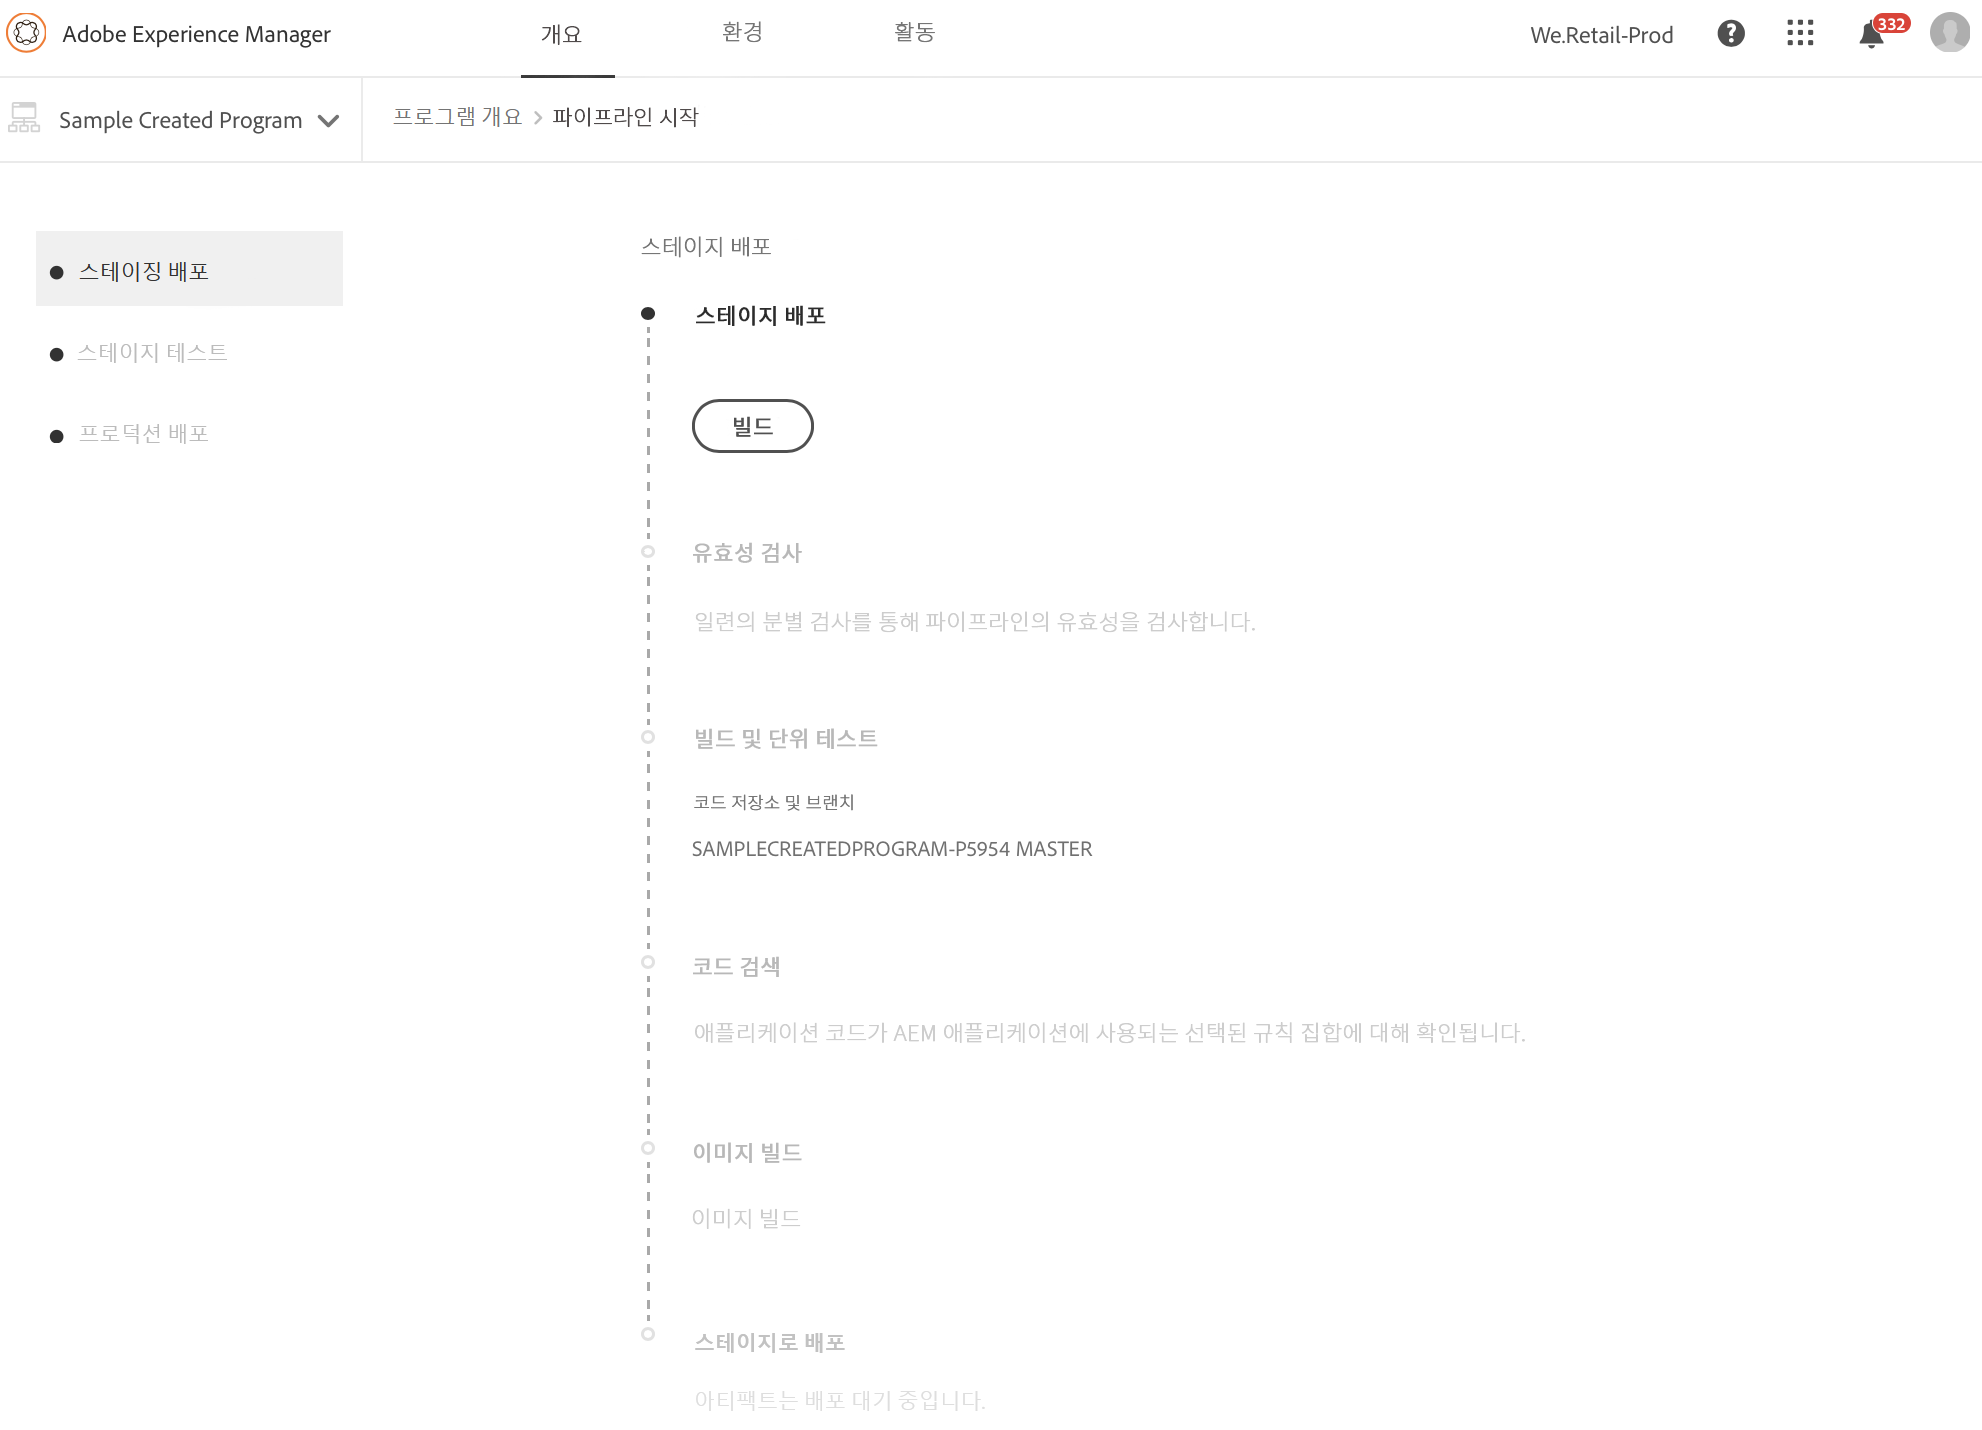 Adobe Experience Manager
개요
환경
활동
We.Retail-Prod
332
Sample Created Program
프로그램 개요 > 파이프라인 시작
스테이징 배포
스테이지 테스트
프로덕션 배포
스테이지 배포
스테이지 배포
빌드
유효성 검사
일련의 분별 검사를 통해 파이프라인의 유효성을 검사합니다.
빌드 및 단위 테스트
코드 저장소 및 브랜치
SAMPLECREATEDPROGRAM-P5954 MASTER
코드 검색
애플리케이션 코드가 AEM 애플리케이션에 사용되는 선택된 규칙 집합에 대해 확인됩니다.
이미지 빌드
이미지 빌드
스테이지로 배포
아티팩트는 배포 대기 중입니다.